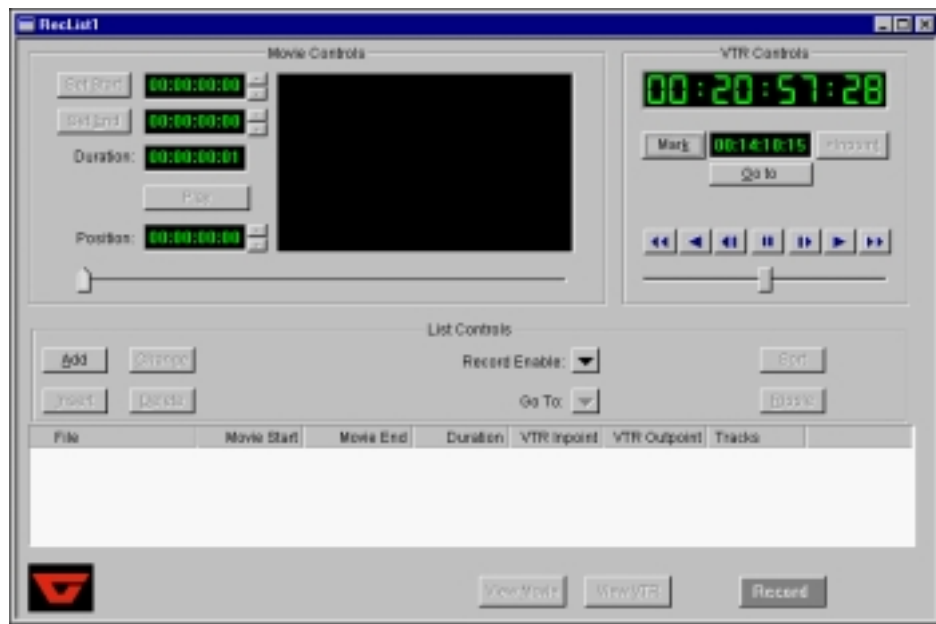 RecList1
Movie Controls
VTR Controls
Set Start 00:00:00:00
Set End 00:00:00:00
Duration: 00:00:00:01
Play
Position: 00:00:00:00
00:20:57:28
Mark 00:14:10:15
Go to
List Controls
Add Change Record Enable: Sort
Insert Delete Go To:
File Movie Start Movie End Duration VTR Inpoint VTR Outpoint Tracks
View Movie View VTR Record